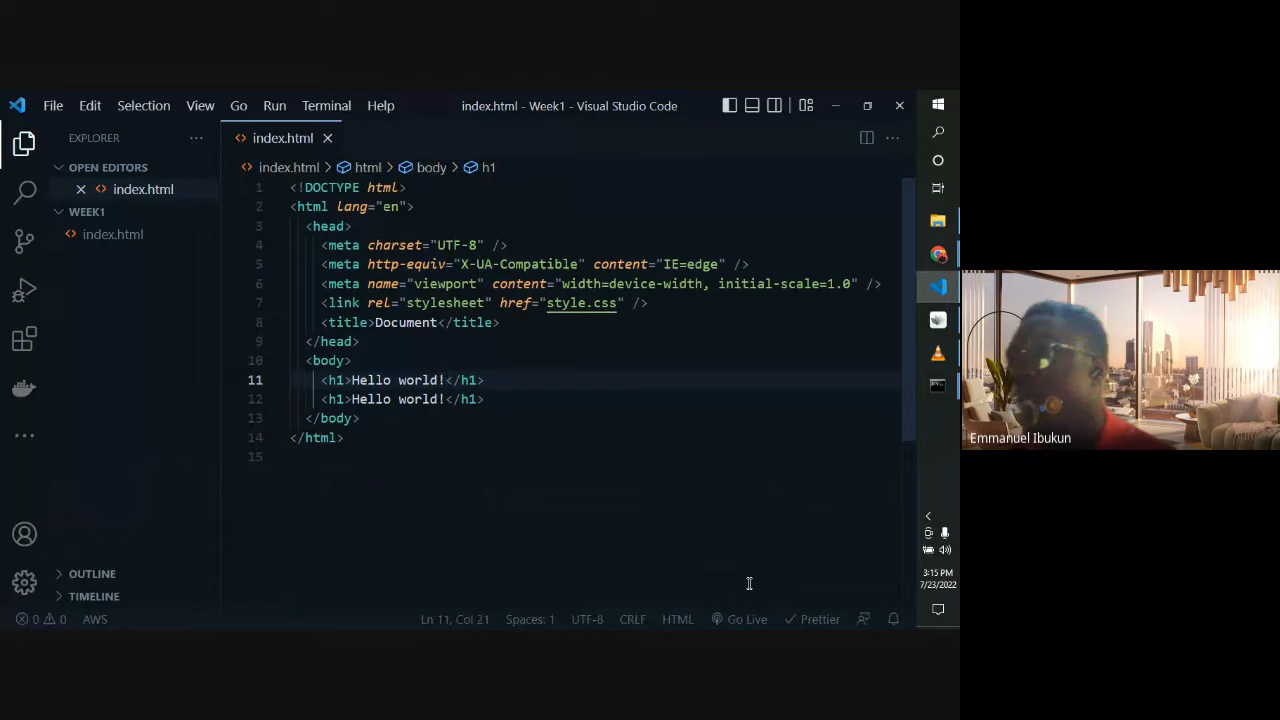 File Edit Selection View Go Run Terminal Help index.html - Week1 - Visual Studio Code
EXPLORER
OPEN EDITORS
index.html
WEEK1
index.html
OUTLINE
TIMELINE
index.html
index.html > html > body > h1
1 <!DOCTYPE html>
2 <html lang="en">
3 <head>
4 <meta charset="UTF-8" />
5 <meta http-equiv="X-UA-Compatible" content="IE=edge" />
6 <meta name="viewport" content="width=device-width, initial-scale=1.0" />
7 <link rel="stylesheet" href="style.css" />
8 <title>Document</title>
9 </head>
10 <body>
11 <h1>Hello world!</h1>
12 <h1>Hello world!</h1>
13 </body>
14 </html>
15
0 0 AWS Ln 11, Col 21 Spaces: 1 UTF-8 CRLF HTML Go Live Prettier
3:15 PM
7/23/2022
Emmanuel Ibukun